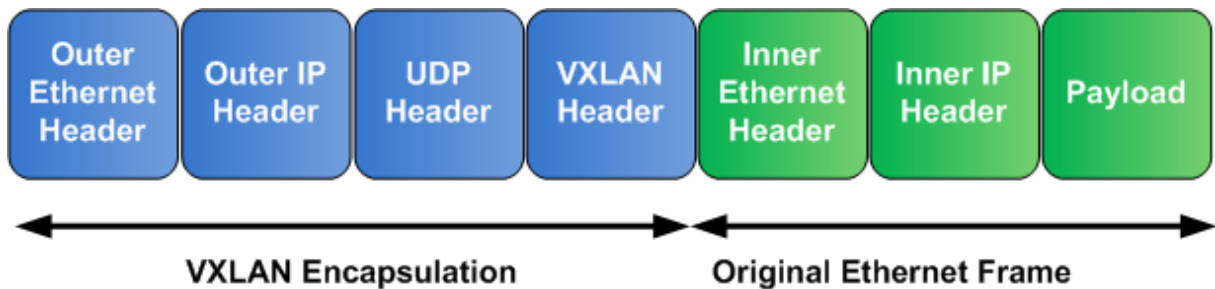 Outer
Ethernet
Header
Outer IP
Header
UDP
Header
VXLAN
Header
Inner
Ethernet
Header
Inner IP
Header
Payload
VXLAN Encapsulation
Original Ethernet Frame